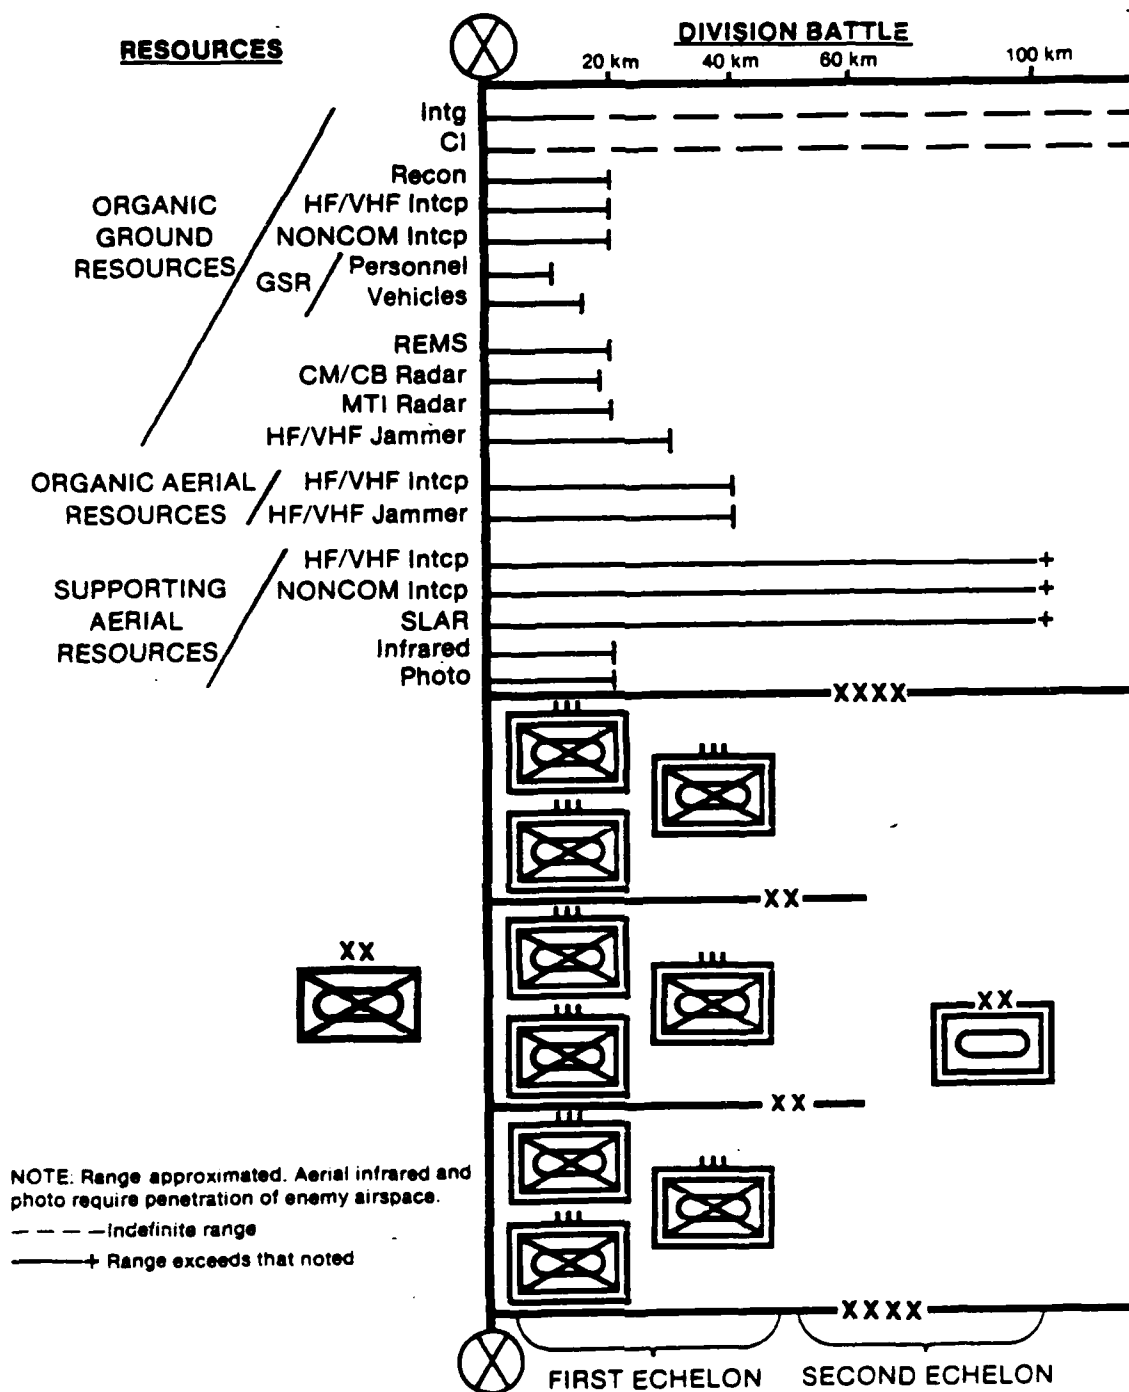 RESOURCES
DIVISION BATTLE
20 km 40 km 60 km 100 km
Intg
CI
Recon
HF/VHF Intcp
NONCOM Intcp
ORGANIC
GROUND
RESOURCES
GSR
Personnel
Vehicles
REMS
CM/CB Radar
MTI Radar
HF/VHF Jammer
ORGANIC AERIAL
RESOURCES
HF/VHF Intcp
HF/VHF Jammer
SUPPORTING
AERIAL
RESOURCES
HF/VHF Intcp
NONCOM Intcp
SLAR
Infrared
Photo
XXXX
III
III
III
XX
III
III
III
XX
XX
XX
III
III
III
NOTE: Range approximated. Aerial infrared and
photo require penetration of enemy airspace.
– – – – Indefinite range
———+ Range exceeds that noted
XXXX
FIRST ECHELON SECOND ECHELON